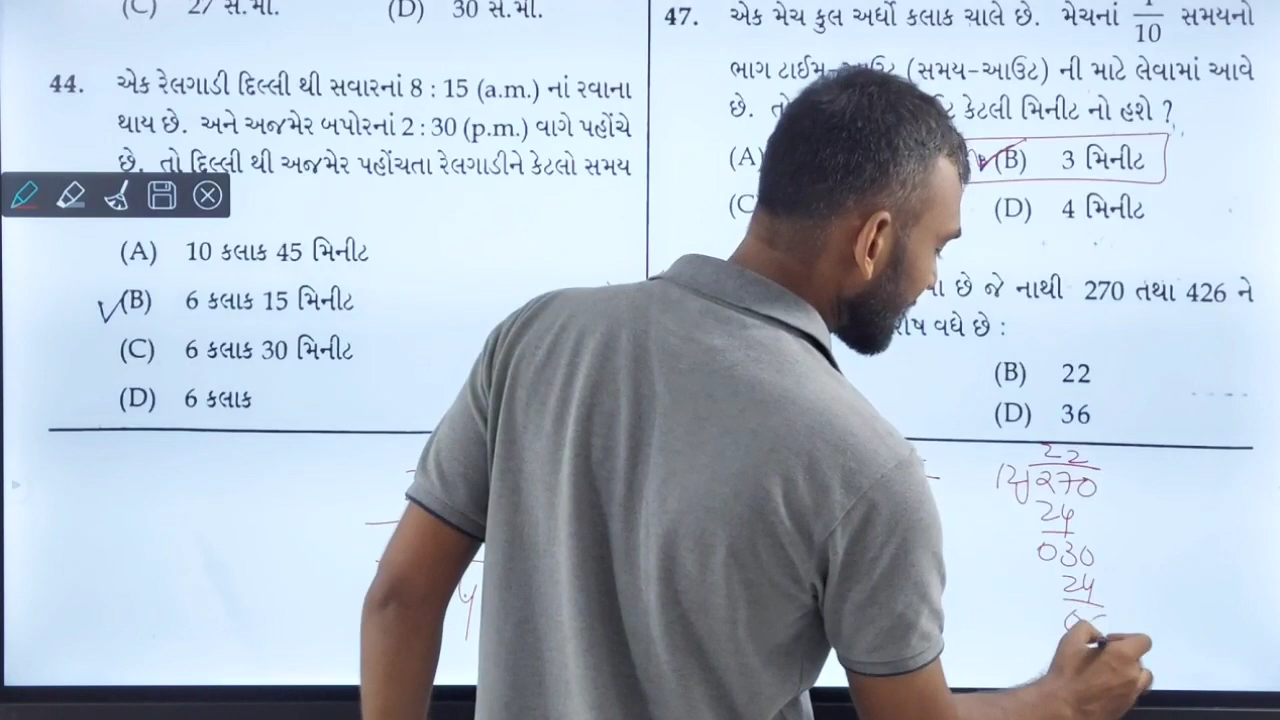 (C) 27 સે.મી. (D) 30 સે.મી.
44. એક રેલગાડી દિલ્લી થી સવારનાં 8 : 15 (a.m.) નાં રવાના
થાય છે. અને અજમેર બપોરનાં 2 : 30 (p.m.) વાગે પહોંચે
છે. તો દિલ્લી થી અજમેર પહોંચતા રેલગાડીને કેટલો સમય
(A) 10 કલાક 45 મિનીટ
(B) 6 કલાક 15 મિનીટ
(C) 6 કલાક 30 મિનીટ
(D) 6 કલાક
47. એક મેચ કુલ અર્ધો કલાક ચાલે છે. મેચનાં 1/10 સમયનો
ભાગ ટાઈમ-આઉટ (સમય-આઉટ) ની માટે લેવામાં આવે
છે. તો કેટલી મિનીટ નો હશે ?
(A) (B) 3 મિનીટ
(C (D) 4 મિનીટ
છે જે નાથી 270 તથા 426 ને
વધે છે :
(B) 22
(D) 36
22
12 270
24
030
24